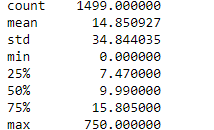 count    1499.000000
mean       14.850927
std        34.844035
min         0.000000
25%         7.470000
50%         9.990000
75%        15.805000
max       750.000000